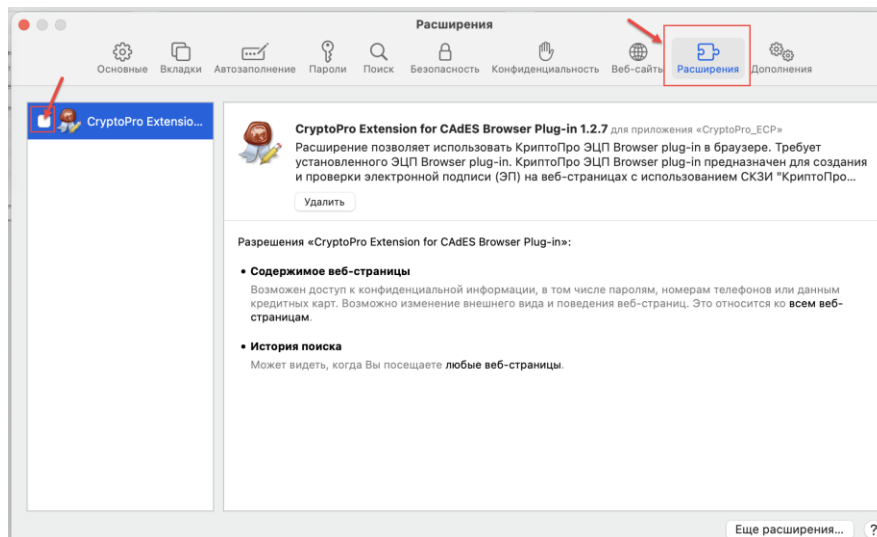 Расширения
Основные Вкладки Автозаполнение Пароли Поиск Безопасность Конфиденциальность Веб-сайты Расширения Дополнения
CryptoPro Extensio...
CryptoPro Extension for CAdES Browser Plug-in 1.2.7 для приложения «CryptoPro_ECP»
Расширение позволяет использовать КриптоПро ЭЦП Browser plug-in в браузере. Требует
установленного ЭЦП Browser plug-in. КриптоПро ЭЦП Browser plug-in предназначен для создания
и проверки электронной подписи (ЭП) на веб-страницах с использованием СКЗИ "КриптоПро...
Удалить
Разрешения «CryptoPro Extension for CAdES Browser Plug-in»:
• Содержимое веб-страницы
Возможен доступ к конфиденциальной информации, в том числе паролям, номерам телефонов или данным
кредитных карт. Возможно изменение внешнего вида и поведения веб-страниц. Это относится ко всем веб-
страницам.
• История поиска
Может видеть, когда Вы посещаете любые веб-страницы.
Еще расширения... ?